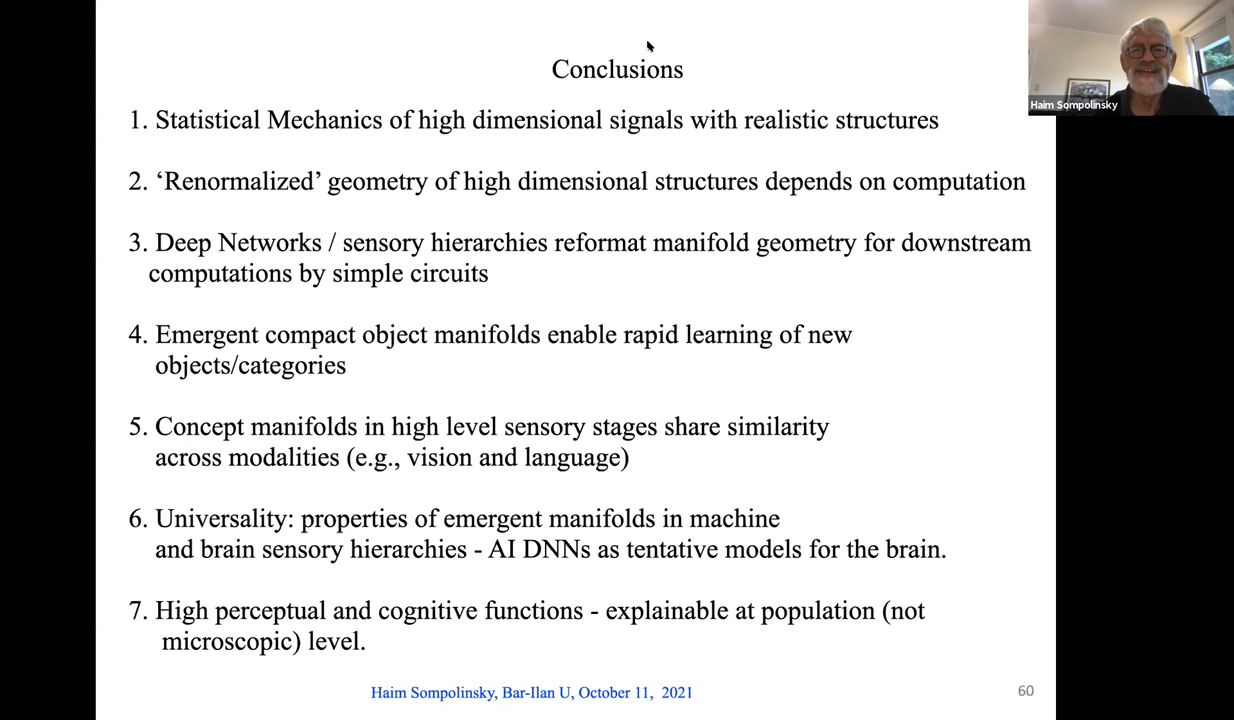 Conclusions
Haim Sompolinsky
1. Statistical Mechanics of high dimensional signals with realistic structures
2. ‘Renormalized’ geometry of high dimensional structures depends on computation
3. Deep Networks / sensory hierarchies reformat manifold geometry for downstream
computations by simple circuits
4. Emergent compact object manifolds enable rapid learning of new
objects/categories
5. Concept manifolds in high level sensory stages share similarity
across modalities (e.g., vision and language)
6. Universality: properties of emergent manifolds in machine
and brain sensory hierarchies - AI DNNs as tentative models for the brain.
7. High perceptual and cognitive functions - explainable at population (not
microscopic) level.
Haim Sompolinsky, Bar-Ilan U, October 11, 2021
60